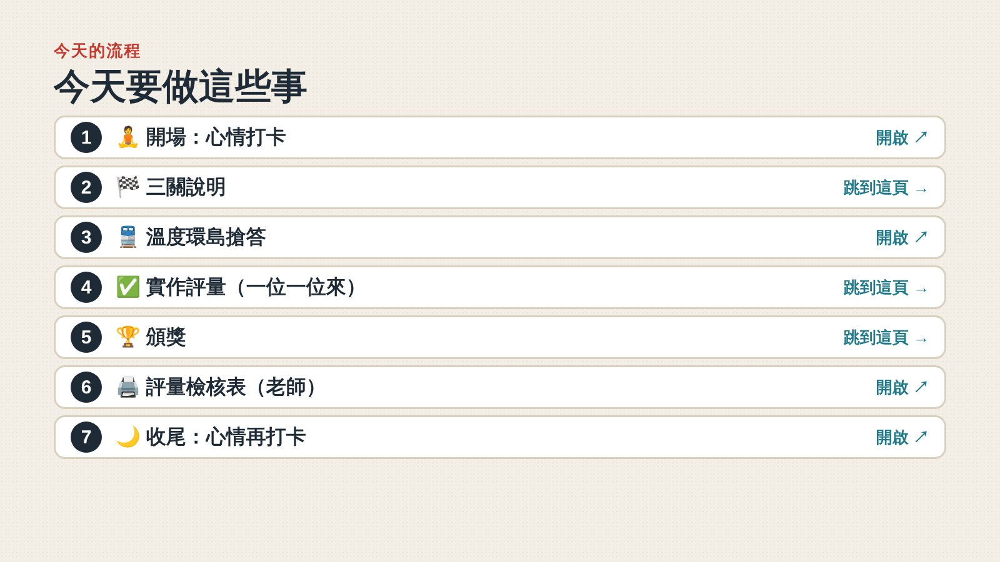 今天的流程
今天要做這些事
1 🧘 開場：心情打卡 開啟 ↗
2 🏁 三關說明 跳到這頁 →
3 🚆 溫度環島搶答 開啟 ↗
4 ✅ 實作評量（一位一位來） 跳到這頁 →
5 🏆 頒獎 跳到這頁 →
6 🖨️ 評量檢核表（老師） 開啟 ↗
7 🌙 收尾：心情再打卡 開啟 ↗